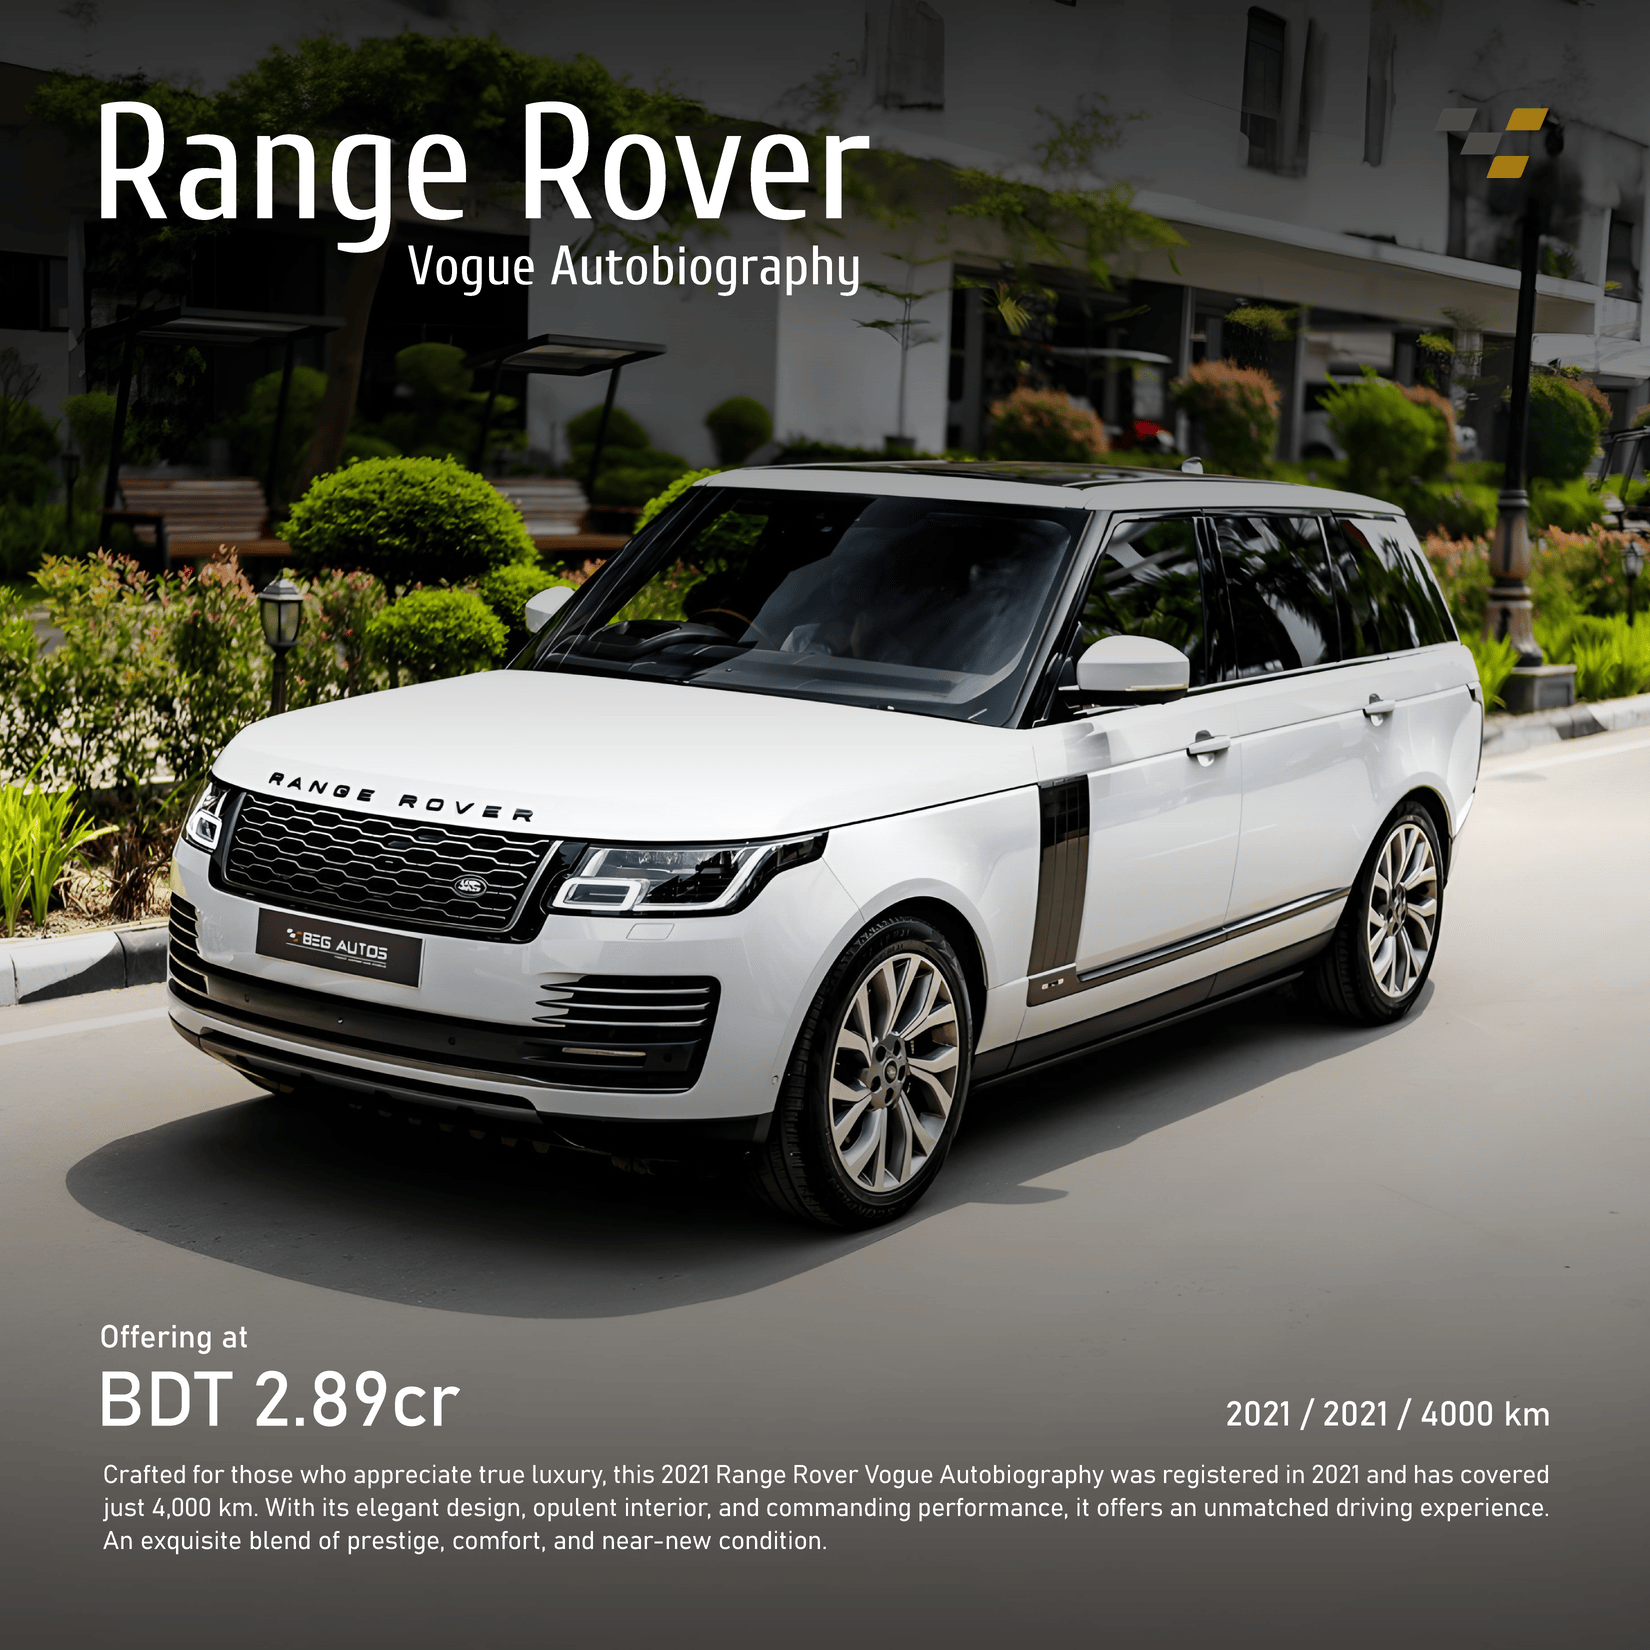 Range Rover
Vogue Autobiography
RANGE ROVER
BEG AUTOS
Offering at
BDT 2.89cr
2021 / 2021 / 4000 km
Crafted for those who appreciate true luxury, this 2021 Range Rover Vogue Autobiography was registered in 2021 and has covered
just 4,000 km. With its elegant design, opulent interior, and commanding performance, it offers an unmatched driving experience.
An exquisite blend of prestige, comfort, and near-new condition.